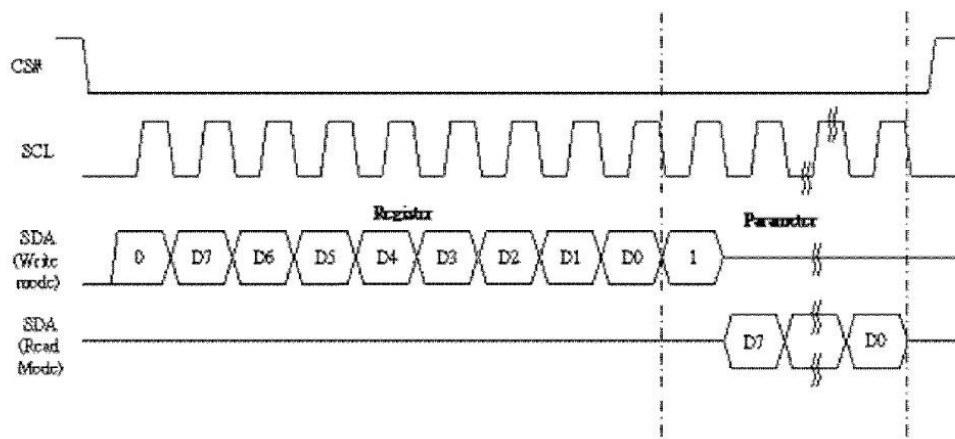 CS#
SCL
Register
Parameter
SDA
(Write
mode)
0 D7 D6 D5 D4 D3 D2 D1 D0 1
SDA
(Read
Mode)
D7 D0